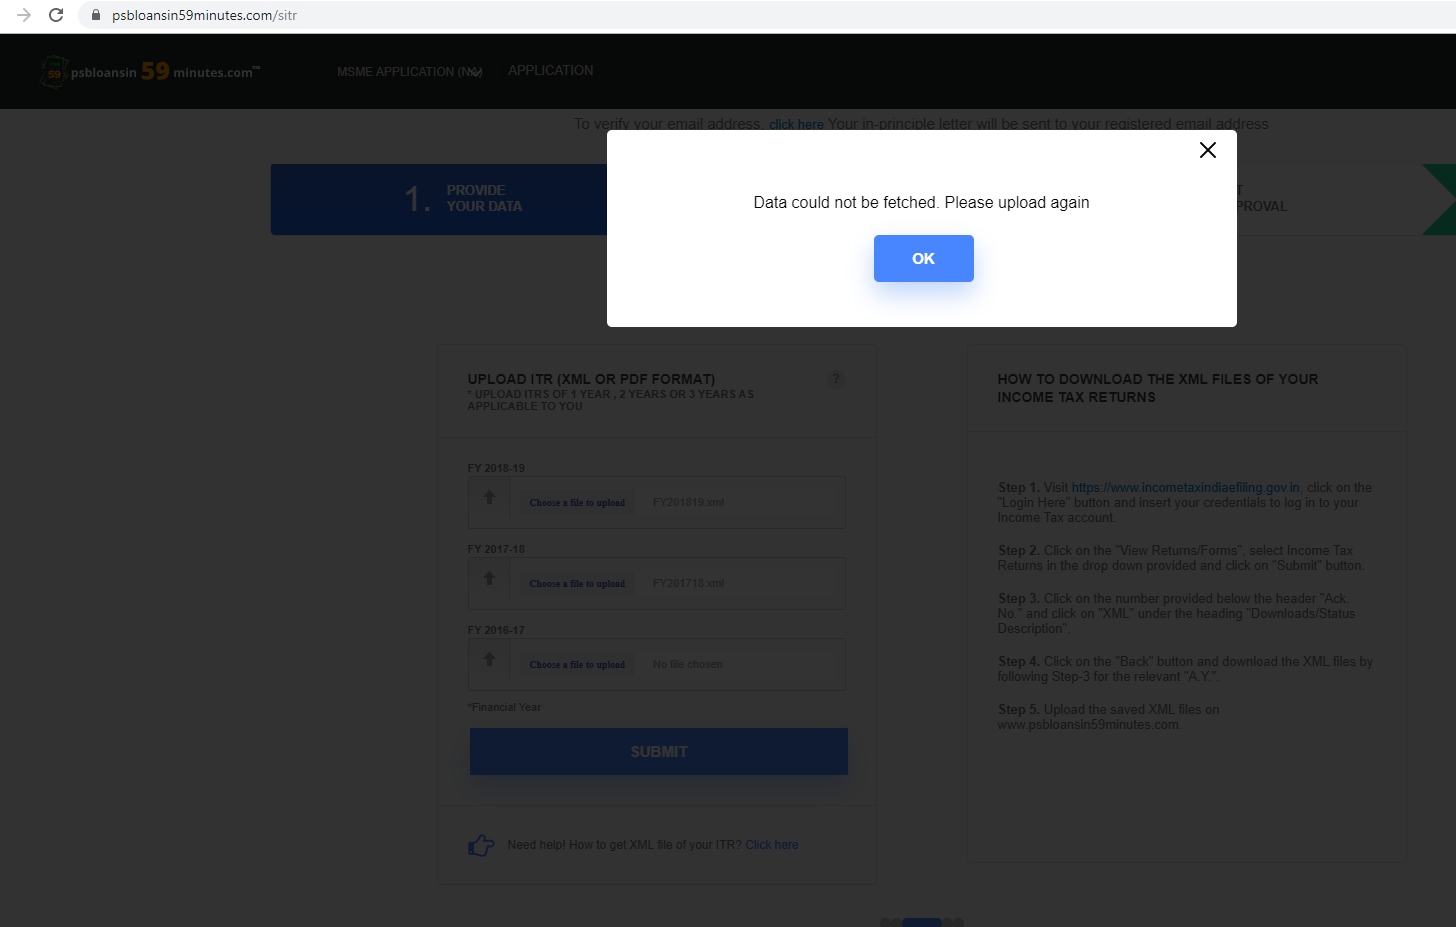 psbloansin59minutes.com/sitr
59 psbloansin 59 minutes.com™
MSME APPLICATION (N
APPLICATION
To verify your email address, click here Your in-principle letter will be sent to your registered email address
1.
PROVIDE
YOUR DATA
Data could not be fetched. Please upload again
OK
UPLOAD ITR (XML OR PDF FORMAT)
?
* UPLOAD ITRS OF 1 YEAR , 2 YEARS OR 3 YEARS AS
APPLICABLE TO YOU
FY 2018-19
Choose a file to upload FY201819.xml
FY 2017-18
Choose a file to upload FY201718.xml
FY 2016-17
Choose a file to upload No file chosen
*Financial Year
SUBMIT
Need help! How to get XML file of your ITR? Click here
T
PROVAL
HOW TO DOWNLOAD THE XML FILES OF YOUR
INCOME TAX RETURNS
Step 1. Visit https://www.incometaxindiaefiling.gov.in, click on the
"Login Here" button and insert your credentials to log in to your
Income Tax account.
Step 2. Click on the "View Returns/Forms", select Income Tax
Returns in the drop down provided and click on "Submit" button.
Step 3. Click on the number provided below the header "Ack.
No." and click on "XML" under the heading "Downloads/Status
Description".
Step 4. Click on the "Back" button and download the XML files by
following Step-3 for the relevant "A.Y.".
Step 5. Upload the saved XML files on
www.psbloansin59minutes.com.